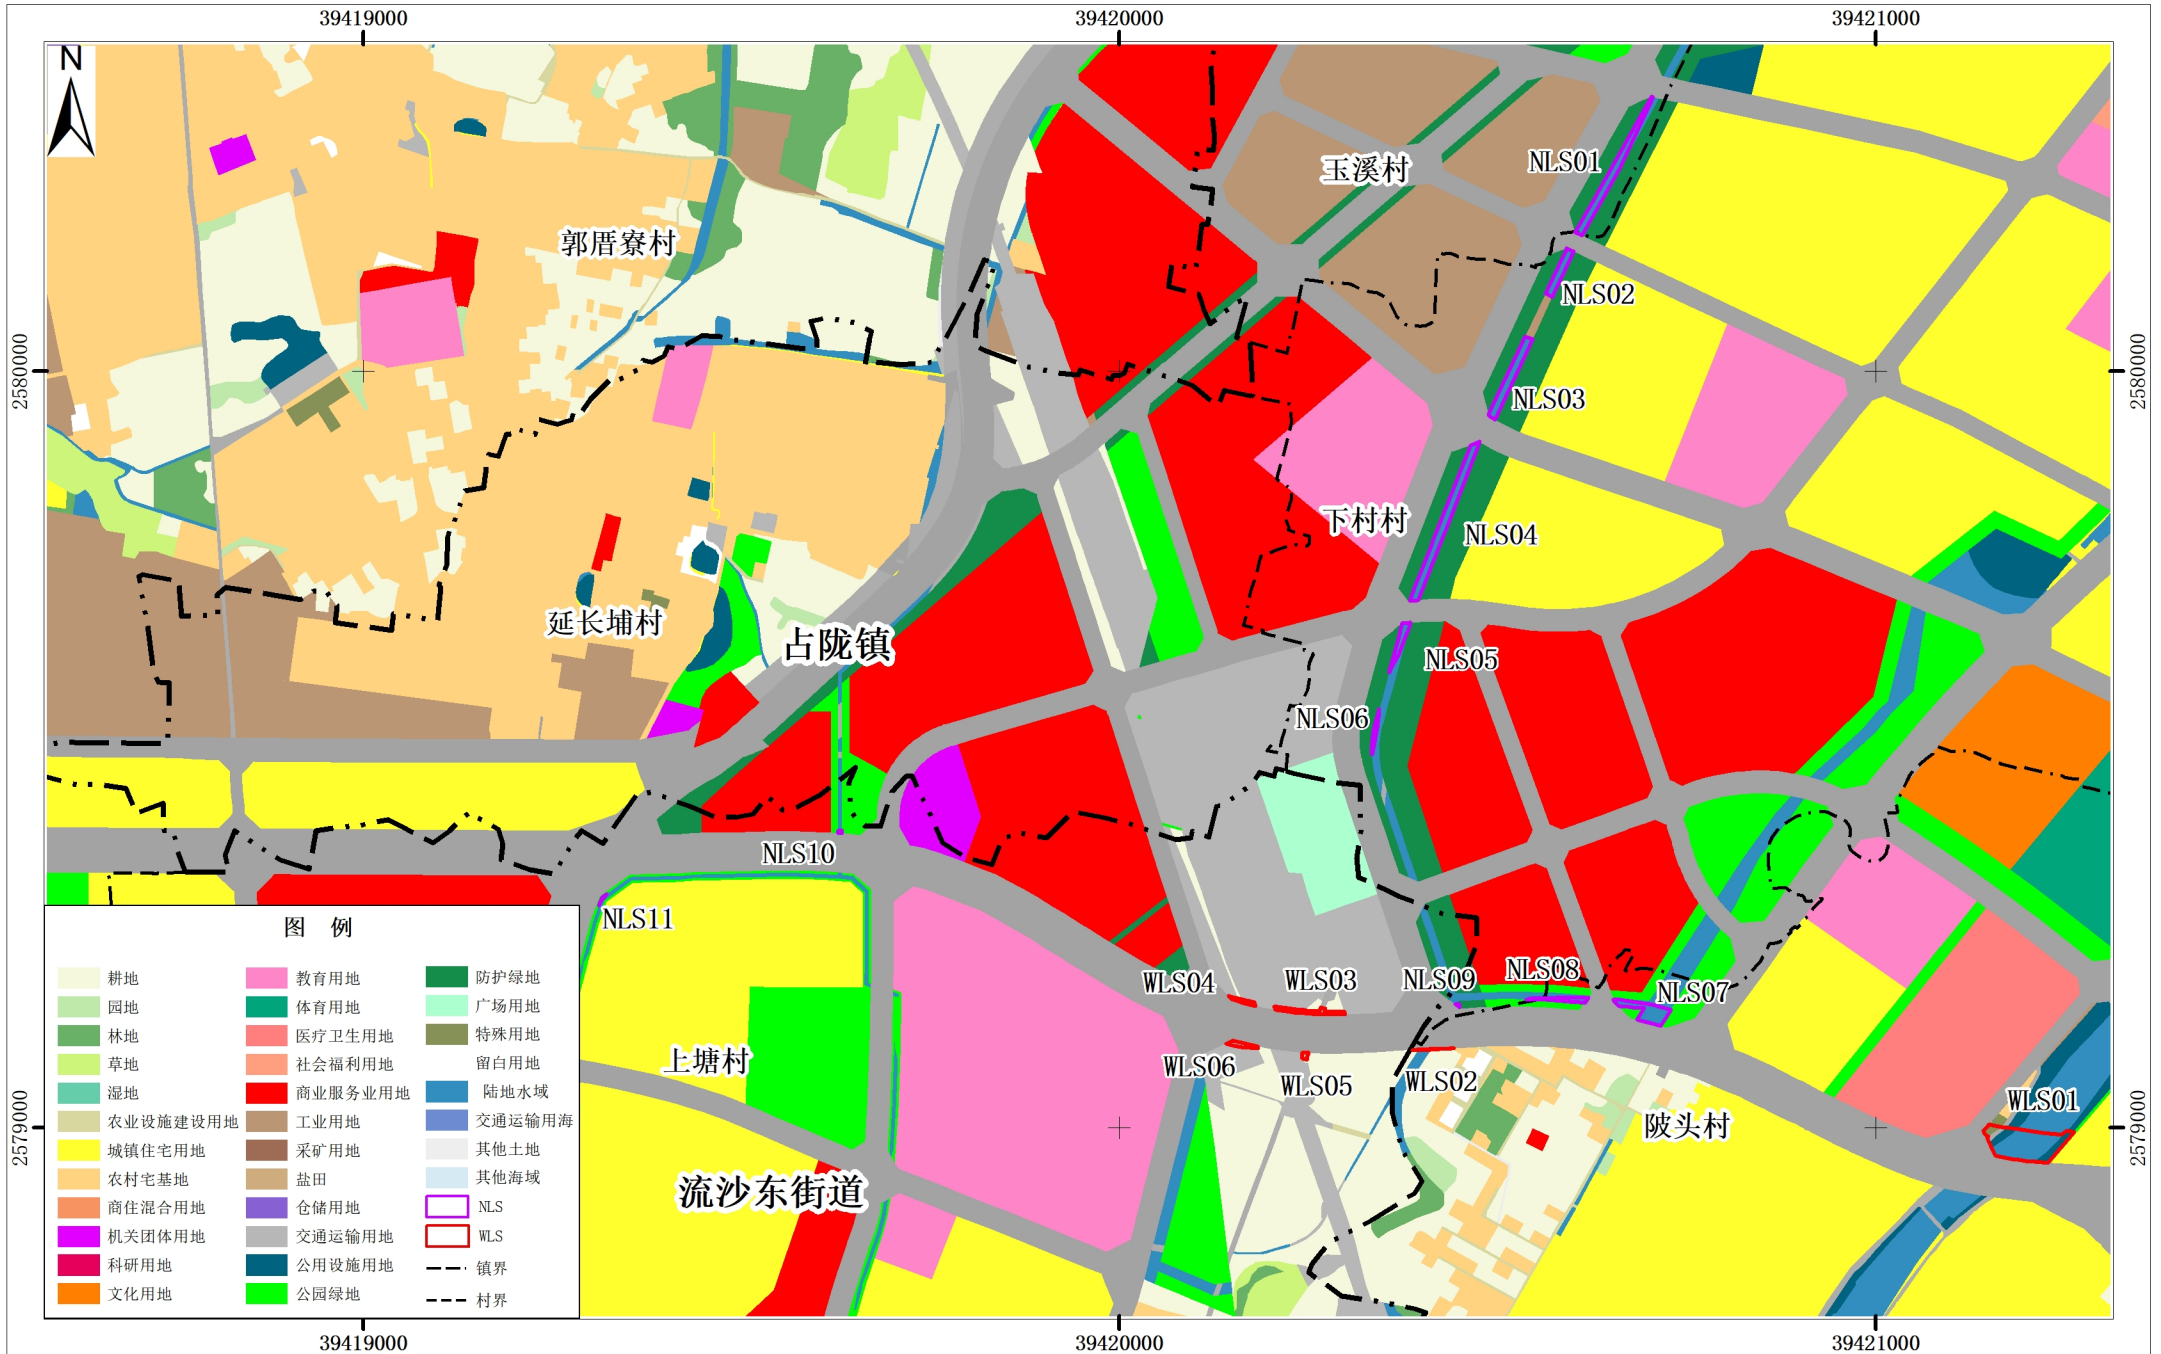 39419000
39420000
39421000
N
NLS01
玉溪村
郭厝寮村
NLS02
2580000
2580000
NLS03
下村村
NLS04
延长埔村
占陇镇
NLS05
NLS06
NLS10
NLS11
图 例
耕地
园地
林地
草地
湿地
农业设施建设用地
城镇住宅用地
农村宅基地
商住混合用地
机关团体用地
科研用地
文化用地
教育用地
体育用地
医疗卫生用地
社会福利用地
商业服务业用地
工业用地
采矿用地
盐田
仓储用地
交通运输用地
公用设施用地
公园绿地
防护绿地
广场用地
特殊用地
留白用地
陆地水域
交通运输用海
其他土地
其他海域
NLS
WLS
镇界
村界
WLS04
WLS03
NLS09
NLS08
NLS07
上塘村
WLS06
WLS05
WLS02
WLS01
陂头村
2579000
2579000
流沙东街道
39419000
39420000
39421000